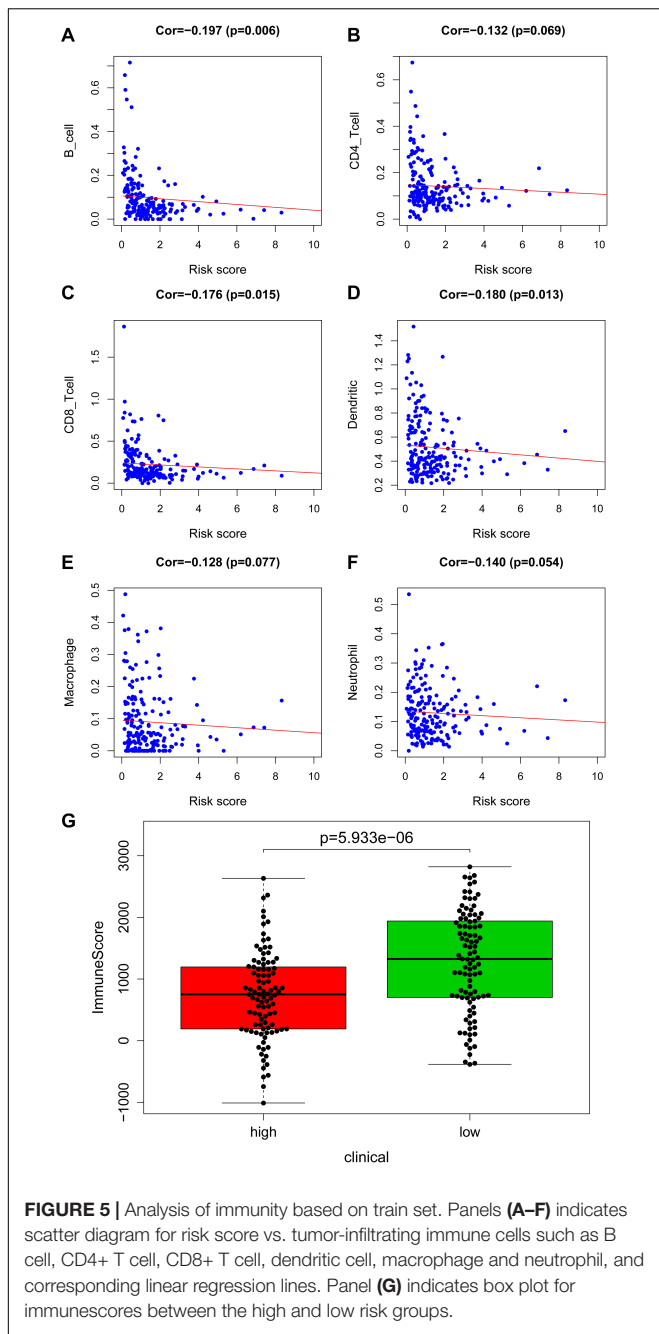 A
Cor=−0.197 (p=0.006)
B_cell
0.0 0.2 0.4 0.6
0 2 4 6 8 10
Risk score
B
Cor=−0.132 (p=0.069)
CD4_Tcell
0.0 0.2 0.4 0.6
0 2 4 6 8 10
Risk score
C
Cor=−0.176 (p=0.015)
CD8_Tcell
0.0 0.5 1.0 1.5
0 2 4 6 8 10
Risk score
D
Cor=−0.180 (p=0.013)
Dendritic
0.2 0.4 0.6 0.8 1.0 1.2 1.4
0 2 4 6 8 10
Risk score
E
Cor=−0.128 (p=0.077)
Macrophage
0.0 0.1 0.2 0.3 0.4 0.5
0 2 4 6 8 10
Risk score
F
Cor=−0.140 (p=0.054)
Neutrophil
0.0 0.1 0.2 0.3 0.4 0.5
0 2 4 6 8 10
Risk score
G
p=5.933e−06
ImmuneScore
−1000 0 1000 2000 3000
high low
clinical
FIGURE 5 | Analysis of immunity based on train set. Panels (A–F) indicates
scatter diagram for risk score vs. tumor-infiltrating immune cells such as B
cell, CD4+ T cell, CD8+ T cell, dendritic cell, macrophage and neutrophil, and
corresponding linear regression lines. Panel (G) indicates box plot for
immunescores between the high and low risk groups.